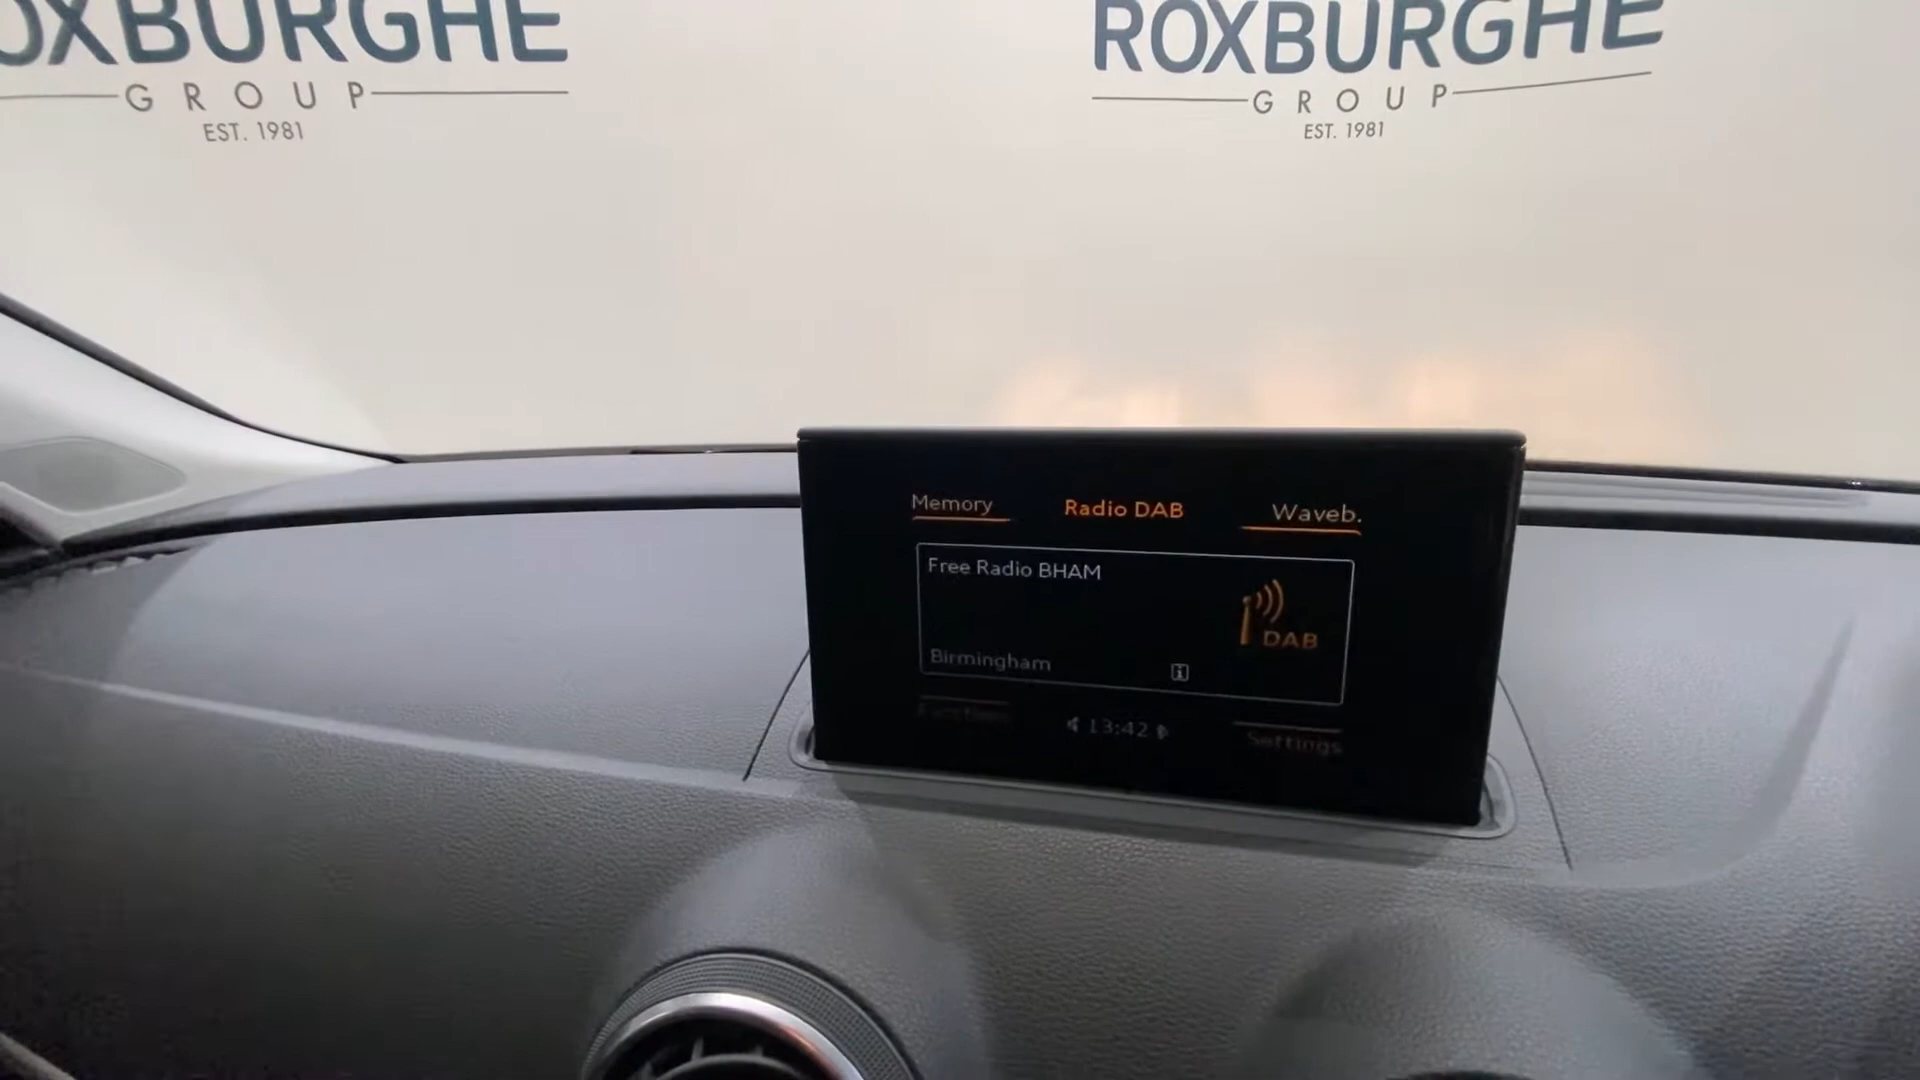 OXBURGHE
GROUP
EST. 1981
ROXBURGHE
GROUP
EST. 1981
Memory
Radio DAB
Waveb.
Free Radio BHAM
DAB
Birmingham
Functions
13:42
Settings